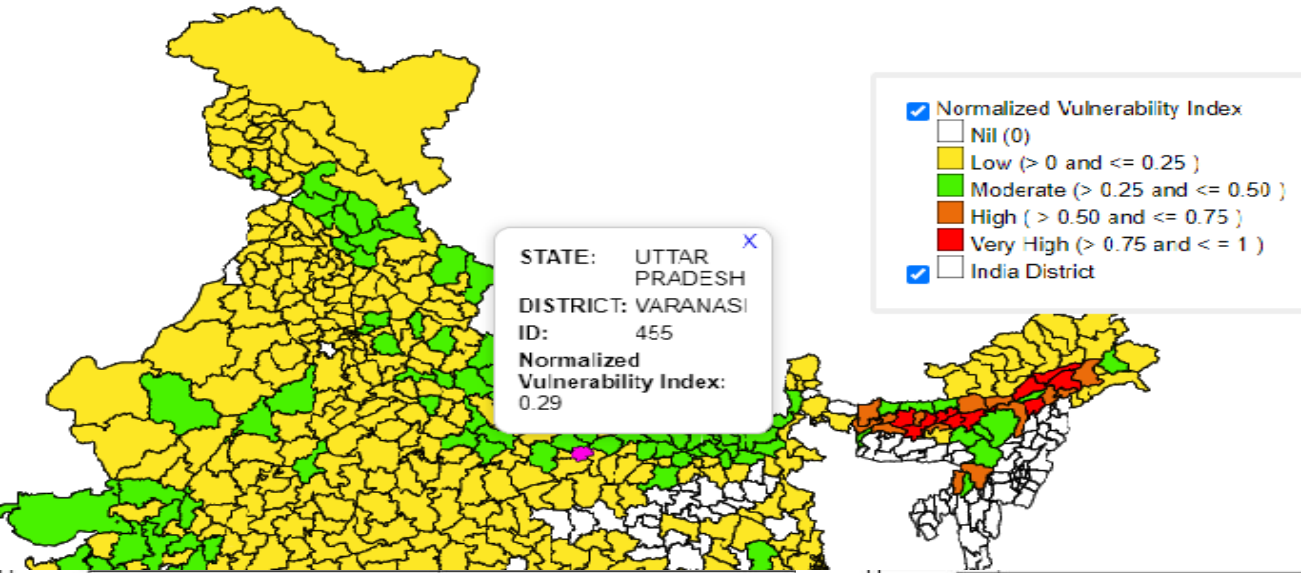 Normalized Vulnerability Index
Nil (0)
Low (> 0 and <= 0.25 )
Moderate (> 0.25 and <= 0.50 )
High ( > 0.50 and <= 0.75 )
Very High (> 0.75 and < = 1 )
India District
X
STATE: UTTAR
PRADESH
DISTRICT: VARANASI
ID: 455
Normalized
Vulnerability Index:
0.29